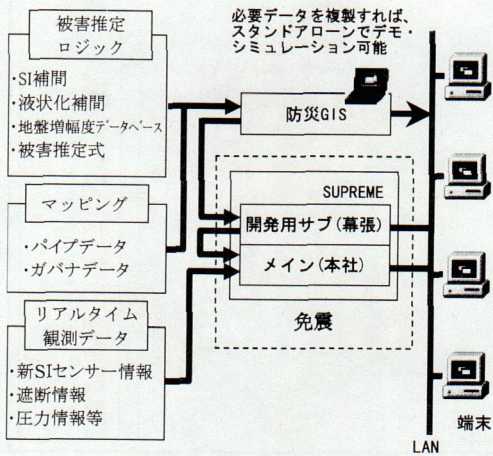 被害推定
ロジック
・SI補間
・液状化補間
・地盤増幅度データベース
・被害推定式
マッピング
・パイプデータ
・ガバナデータ
リアルタイム
観測データ
・新SIセンサー情報
・遮断情報
・圧力情報等
必要データを複製すれば、
スタンドアローンでデモ・
シミュレーション可能
防災GIS
SUPREME
開発用サブ(幕張)
メイン(本社)
免震
端末
LAN